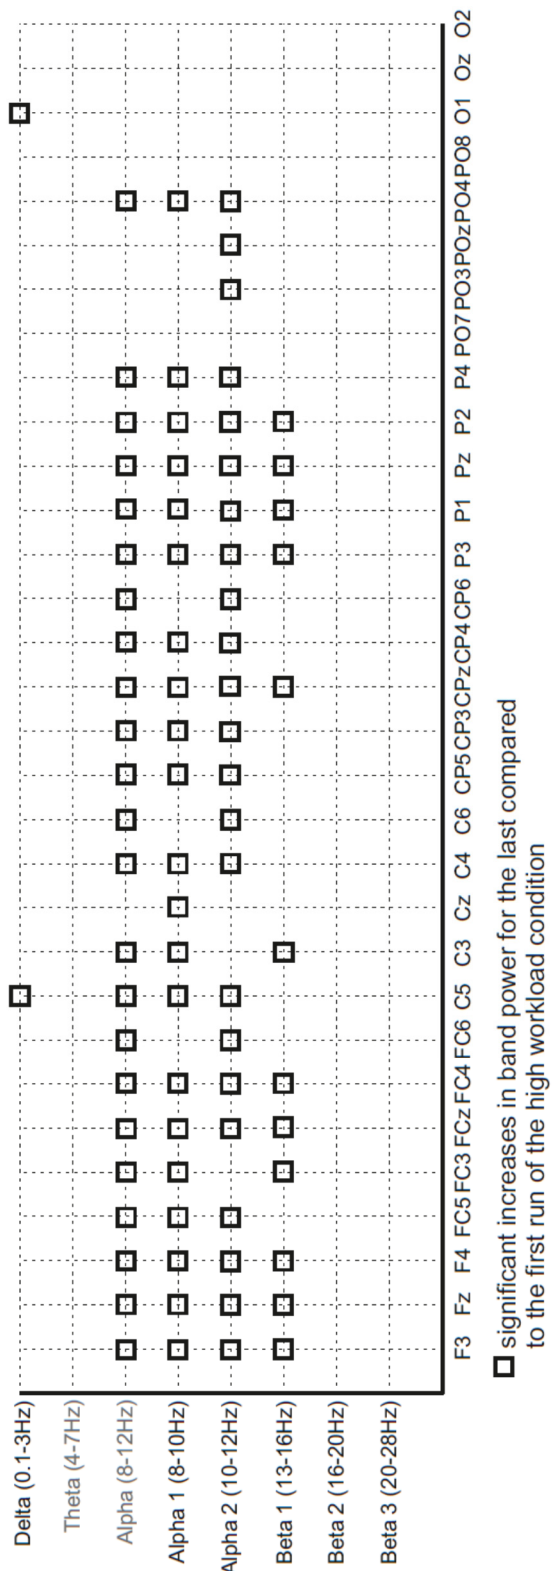 Delta (0.1-3Hz)
Theta (4-7Hz)
Alpha (8-12Hz)
Alpha 1 (8-10Hz)
Alpha 2 (10-12Hz)
Beta 1 (13-16Hz)
Beta 2 (16-20Hz)
Beta 3 (20-28Hz)
F3 Fz F4 FC5 FC3 FCz FC4 FC6 C5 C3 Cz C4 C6 CP5 CP3 CPz CP4 CP6 P3 P1 Pz P2 P4 PO7 PO3 POz PO4 PO8 O1 Oz O2
significant increases in band power for the last compared
to the first run of the high workload condition